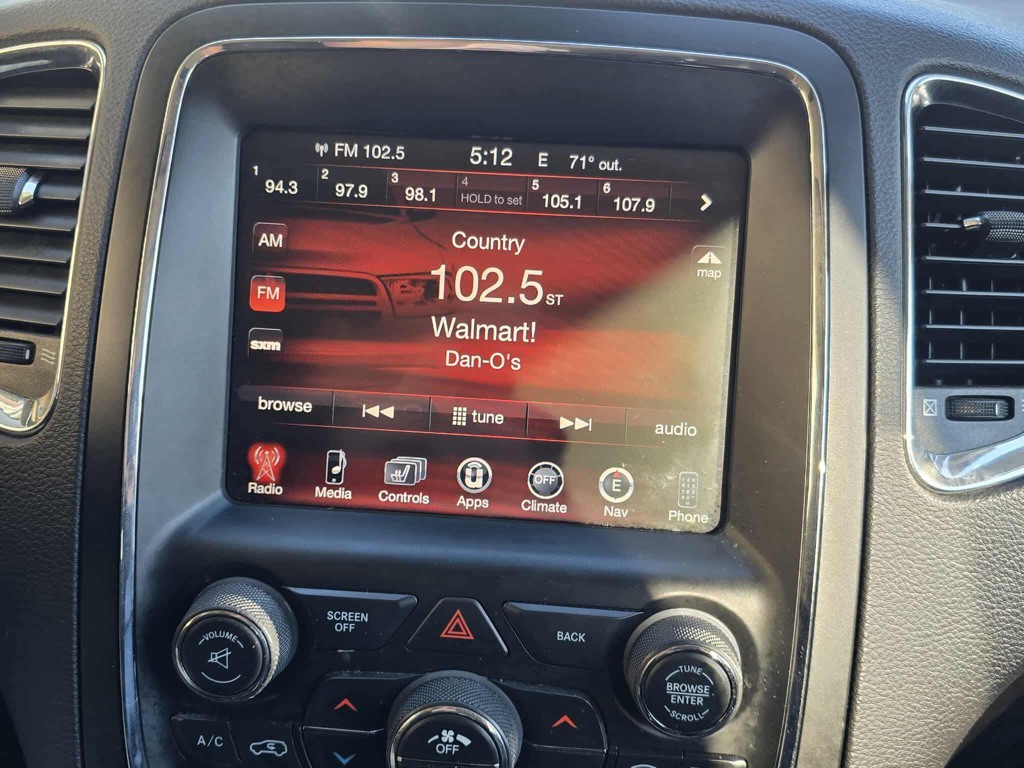 FM 102.5 5:12 E 71° out.
1 94.3 2 97.9 3 98.1 4 HOLD to set 5 105.1 6 107.9
AM
FM
sxm
Country
102.5 ST
Walmart!
Dan-O's
map
browse tune audio
Radio Media Controls Apps OFF Climate E Nav Phone
VOLUME
SCREEN
OFF
BACK
TUNE
BROWSE
ENTER
SCROLL
A/C
OFF